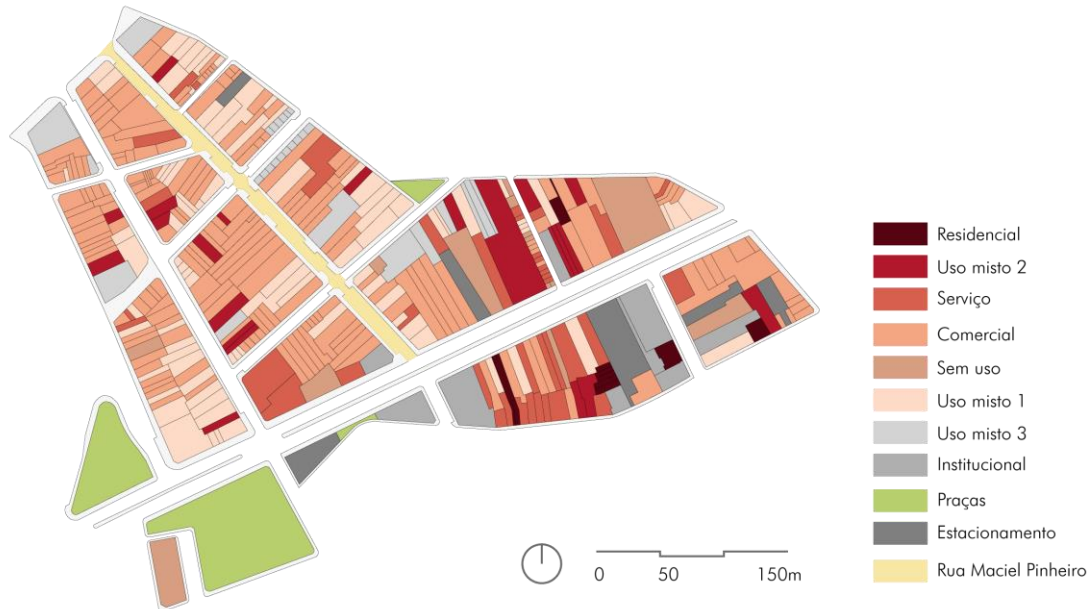 Residencial
Uso misto 2
Serviço
Comercial
Sem uso
Uso misto 1
Uso misto 3
Institucional
Praças
Estacionamento
Rua Maciel Pinheiro
0 50 150m